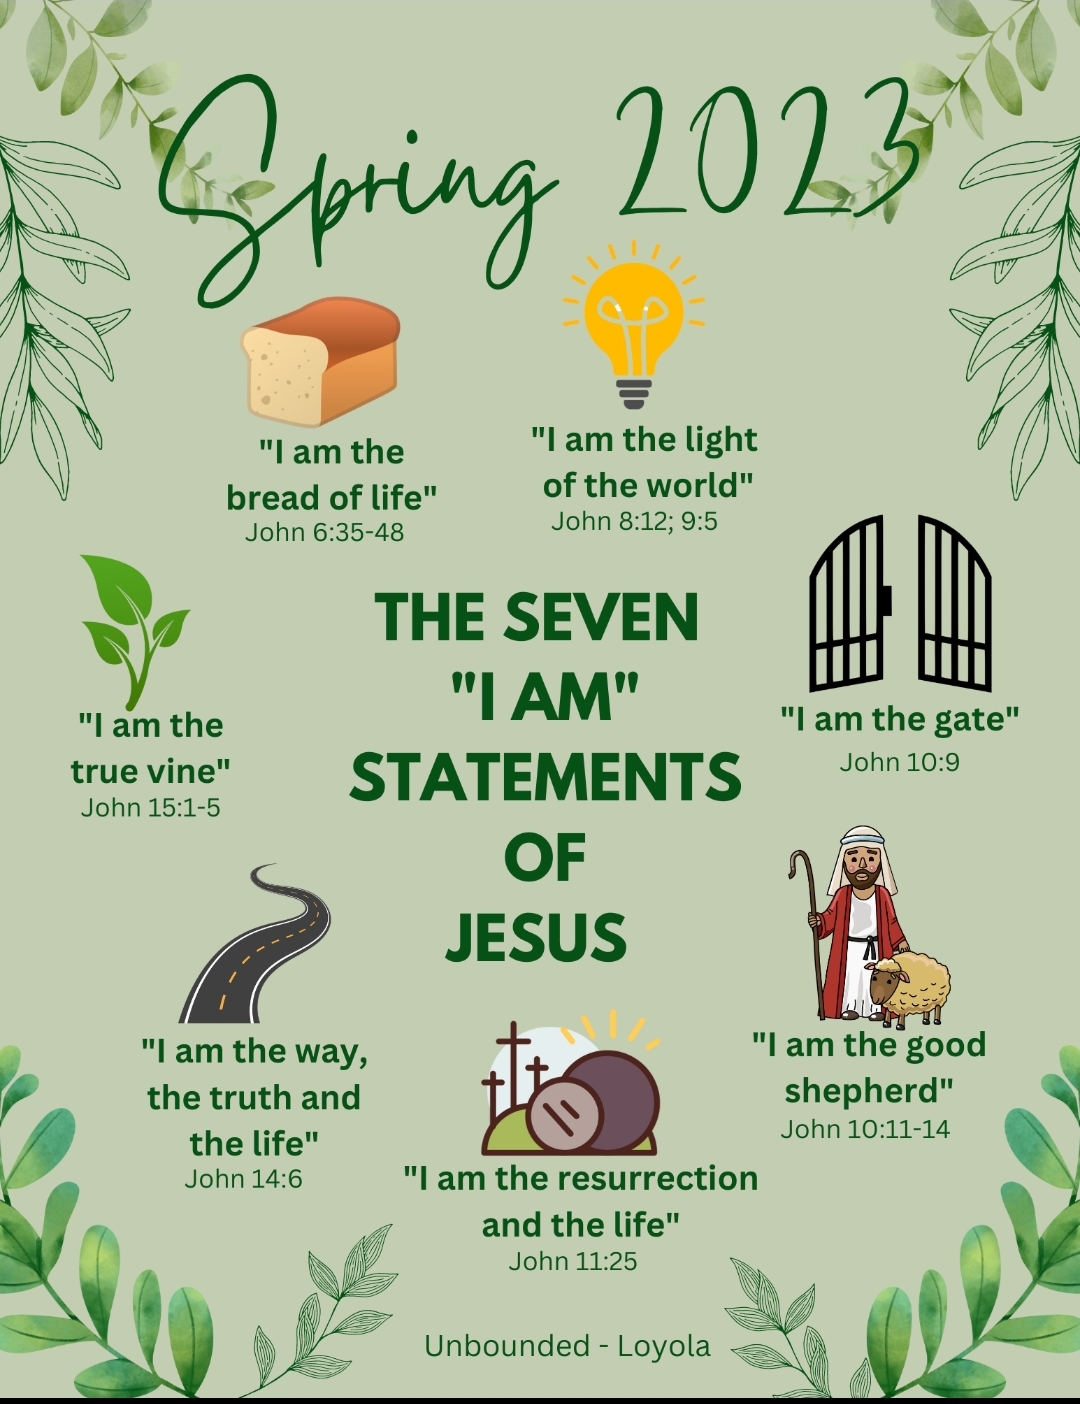 Spring 2023
"I am the
bread of life"
John 6:35-48
"I am the light
of the world"
John 8:12; 9:5
"I am the gate"
John 10:9
"I am the good
shepherd"
John 10:11-14
"I am the resurrection
and the life"
John 11:25
"I am the way,
the truth and
the life"
John 14:6
"I am the
true vine"
John 15:1-5
THE SEVEN
"I AM"
STATEMENTS
OF
JESUS
Unbounded - Loyola